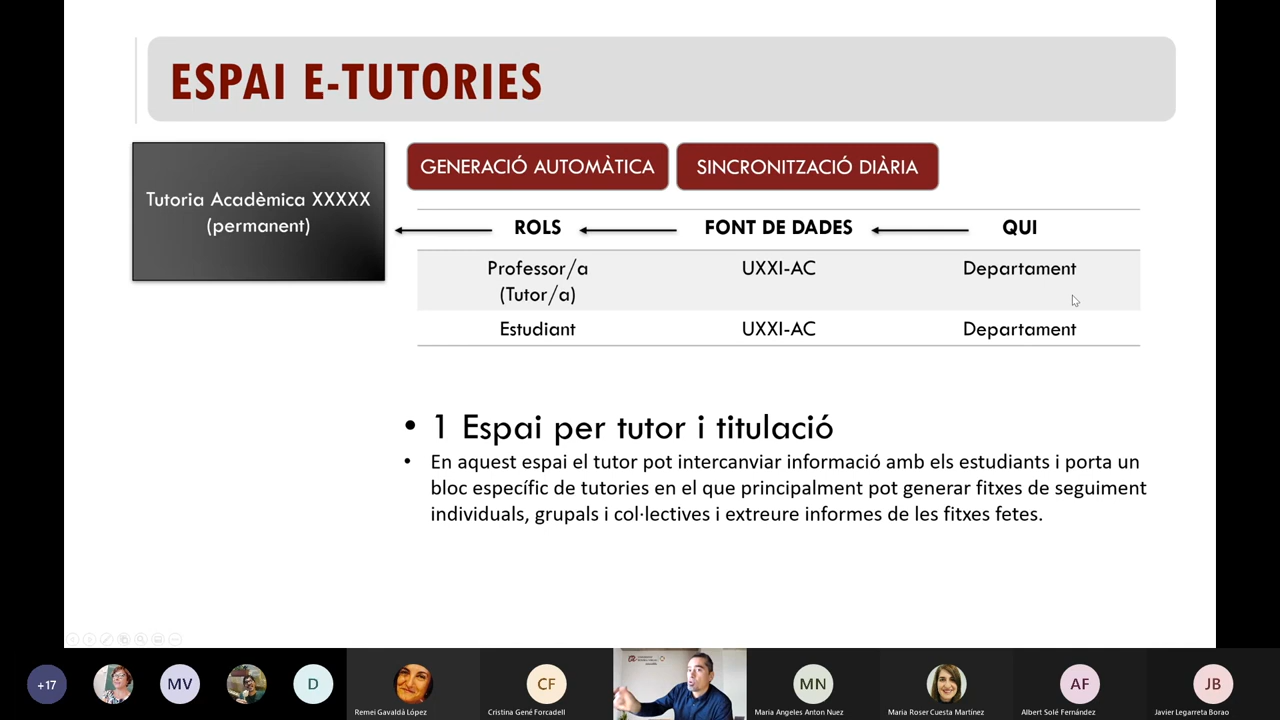 ESPAI E-TUTORIES
Tutoria Acadèmica XXXXX
(permanent)
GENERACIÓ AUTOMÀTICA
SINCRONITZACIÓ DIÀRIA
ROLS
FONT DE DADES
QUI
Professor/a
(Tutor/a)
UXXI-AC
Departament
Estudiant
UXXI-AC
Departament
• 1 Espai per tutor i titulació
• En aquest espai el tutor pot intercanviar informació amb els estudiants i porta un
bloc específic de tutories en el que principalment pot generar fitxes de seguiment
individuals, grupals i col·lectives i extreure informes de les fitxes fetes.
+17
MV
D
Remei Gavaldà López
CF
Cristina Gené Forcadell
MN
Maria Angeles Anton Nuez
Maria Roser Cuesta Martínez
AF
Albert Solé Fernández
JB
Javier Legarreta Borao